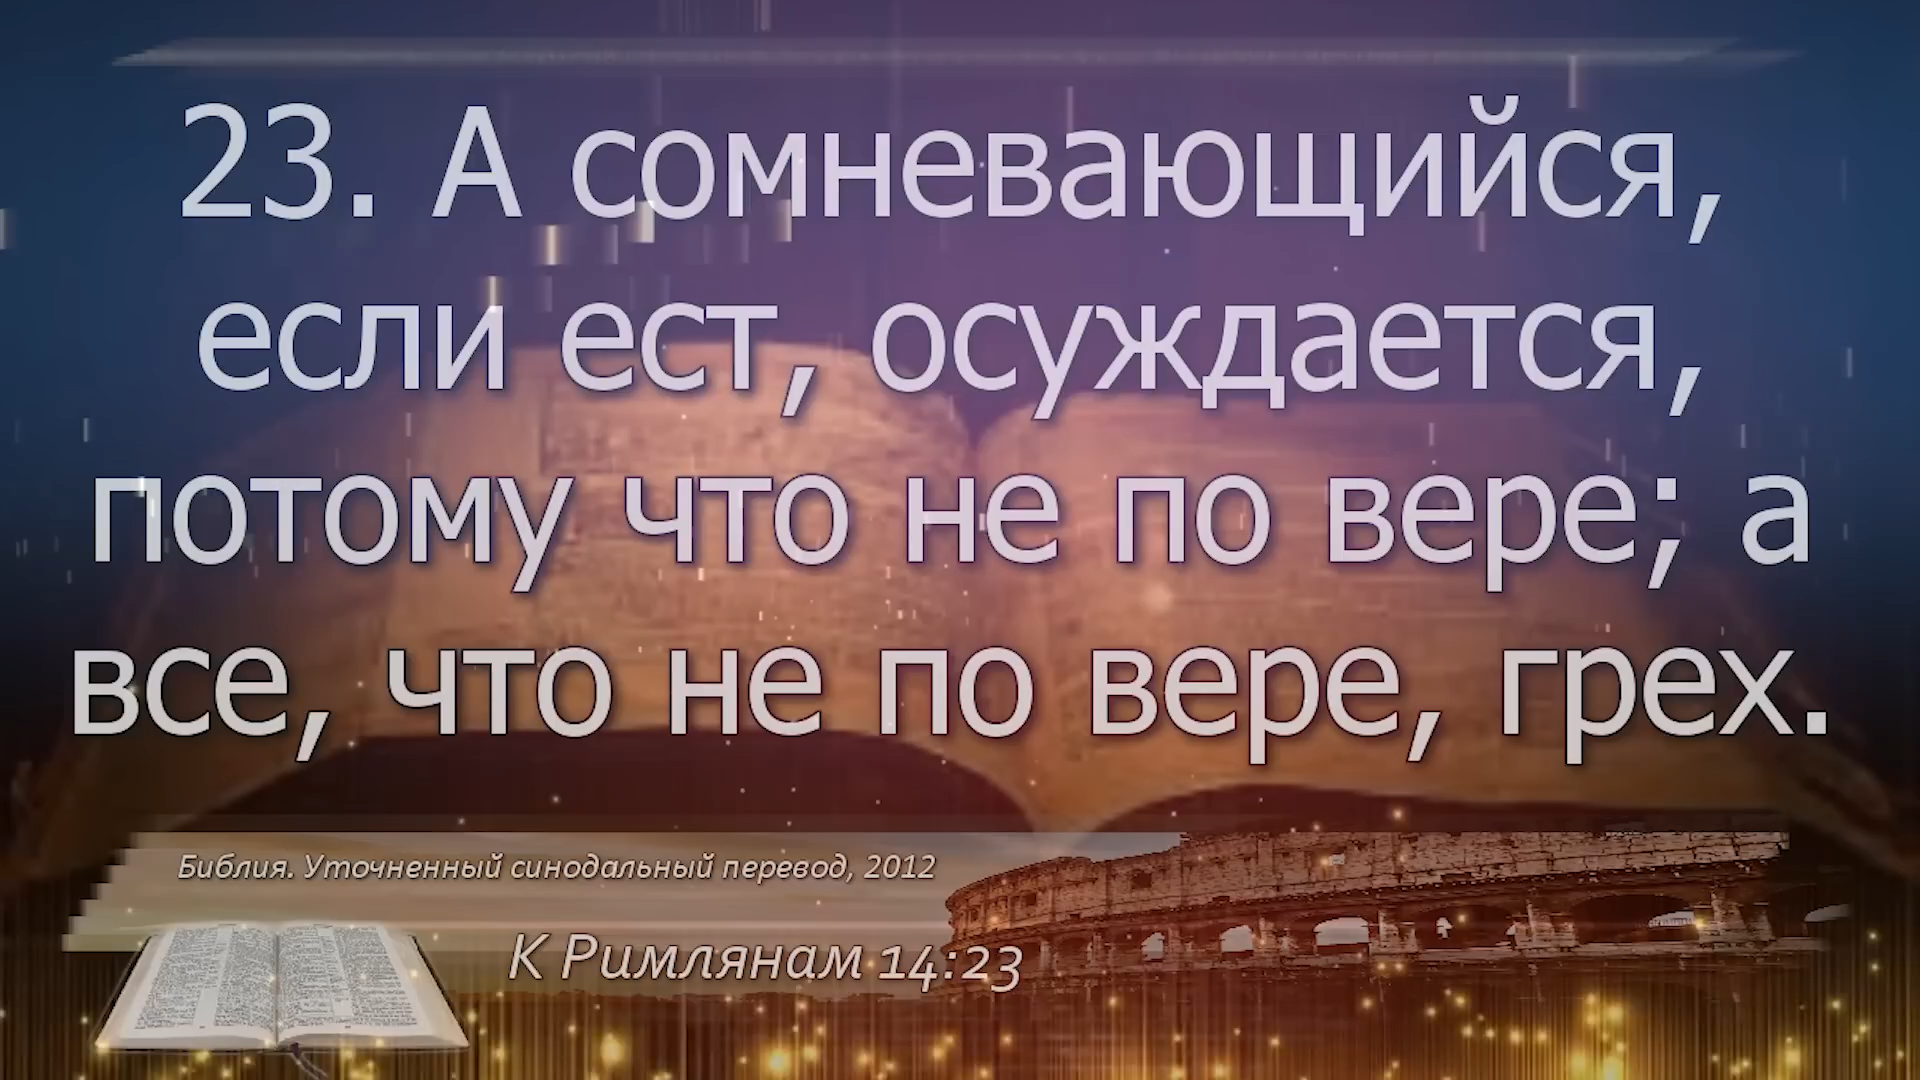 23. А сомневающийся,
если ест, осуждается,
потому что не по вере; а
все, что не по вере, грех.
Библия. Уточненный синодальный перевод, 2012
К Римлянам 14:23